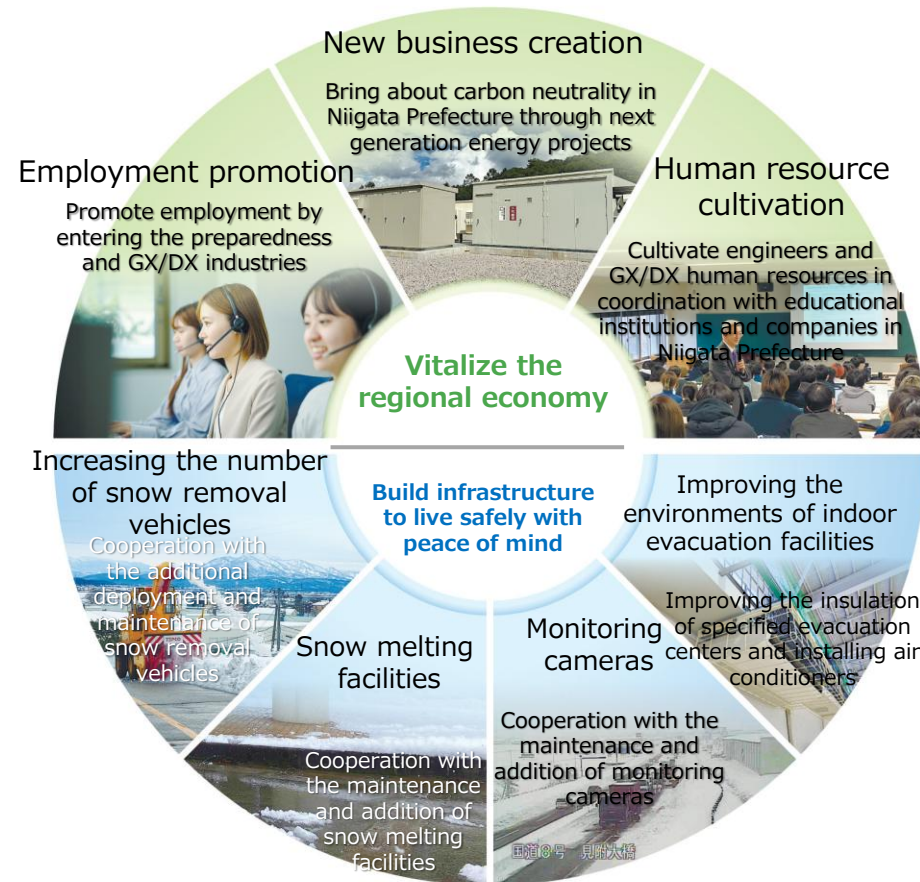 New business creation
Bring about carbon neutrality in
Niigata Prefecture through next
generation energy projects
Employment promotion
Promote employment by
entering the preparedness
and GX/DX industries
Human resource
cultivation
Cultivate engineers and
GX/DX human resources in
coordination with educational
institutions and companies in
Niigata Prefecture
Vitalize the
regional economy
Build infrastructure
to live safely with
peace of mind
Increasing the number
of snow removal
vehicles
Cooperation with
the additional
deployment and
maintenance of
snow removal
vehicles
Snow melting
facilities
Cooperation with
the maintenance
and addition of
snow melting
facilities
Monitoring
cameras
Cooperation with the
maintenance and
addition of monitoring
cameras
国道8号 見附大橋
Improving the
environments of indoor
evacuation facilities
Improving the insulation
of specified evacuation
centers and installing air
conditioners